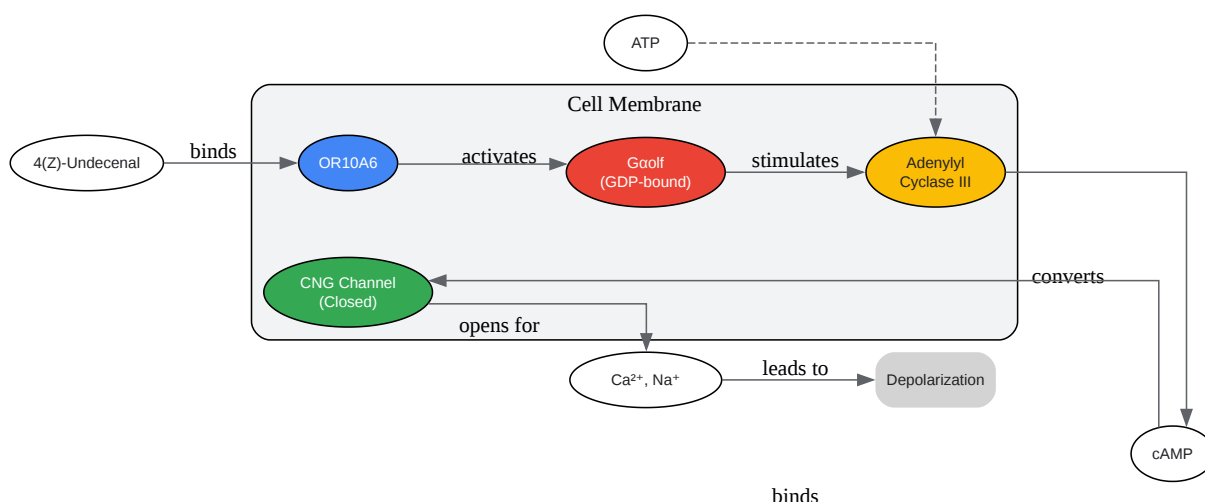 ATP
Cell Membrane
4(Z)-Undecenal
binds
OR10A6
activates
Gαolf
(GDP-bound)
stimulates
Adenylyl
Cyclase III
CNG Channel
(Closed)
converts
opens for
Ca²⁺, Na⁺
leads to
Depolarization
cAMP
binds